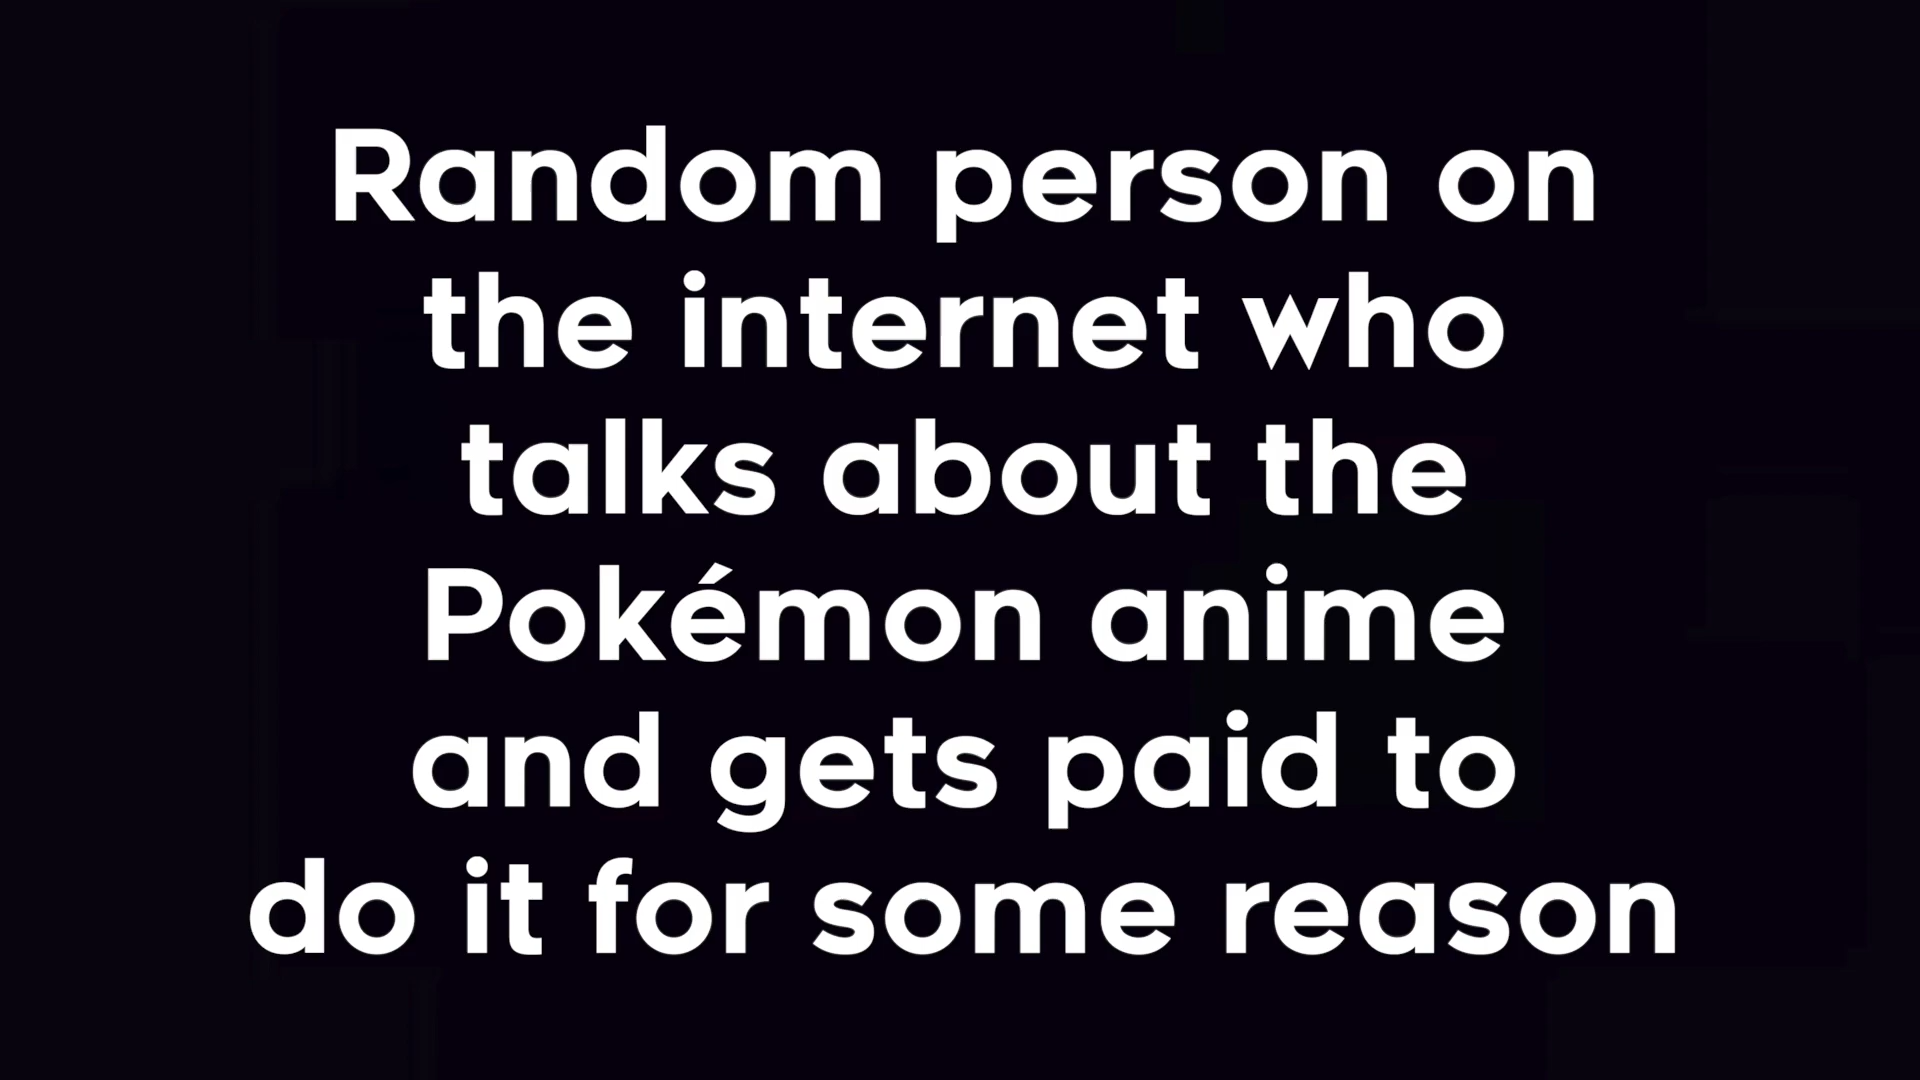 Random person on
the internet who
talks about the
Pokémon anime
and gets paid to
do it for some reason